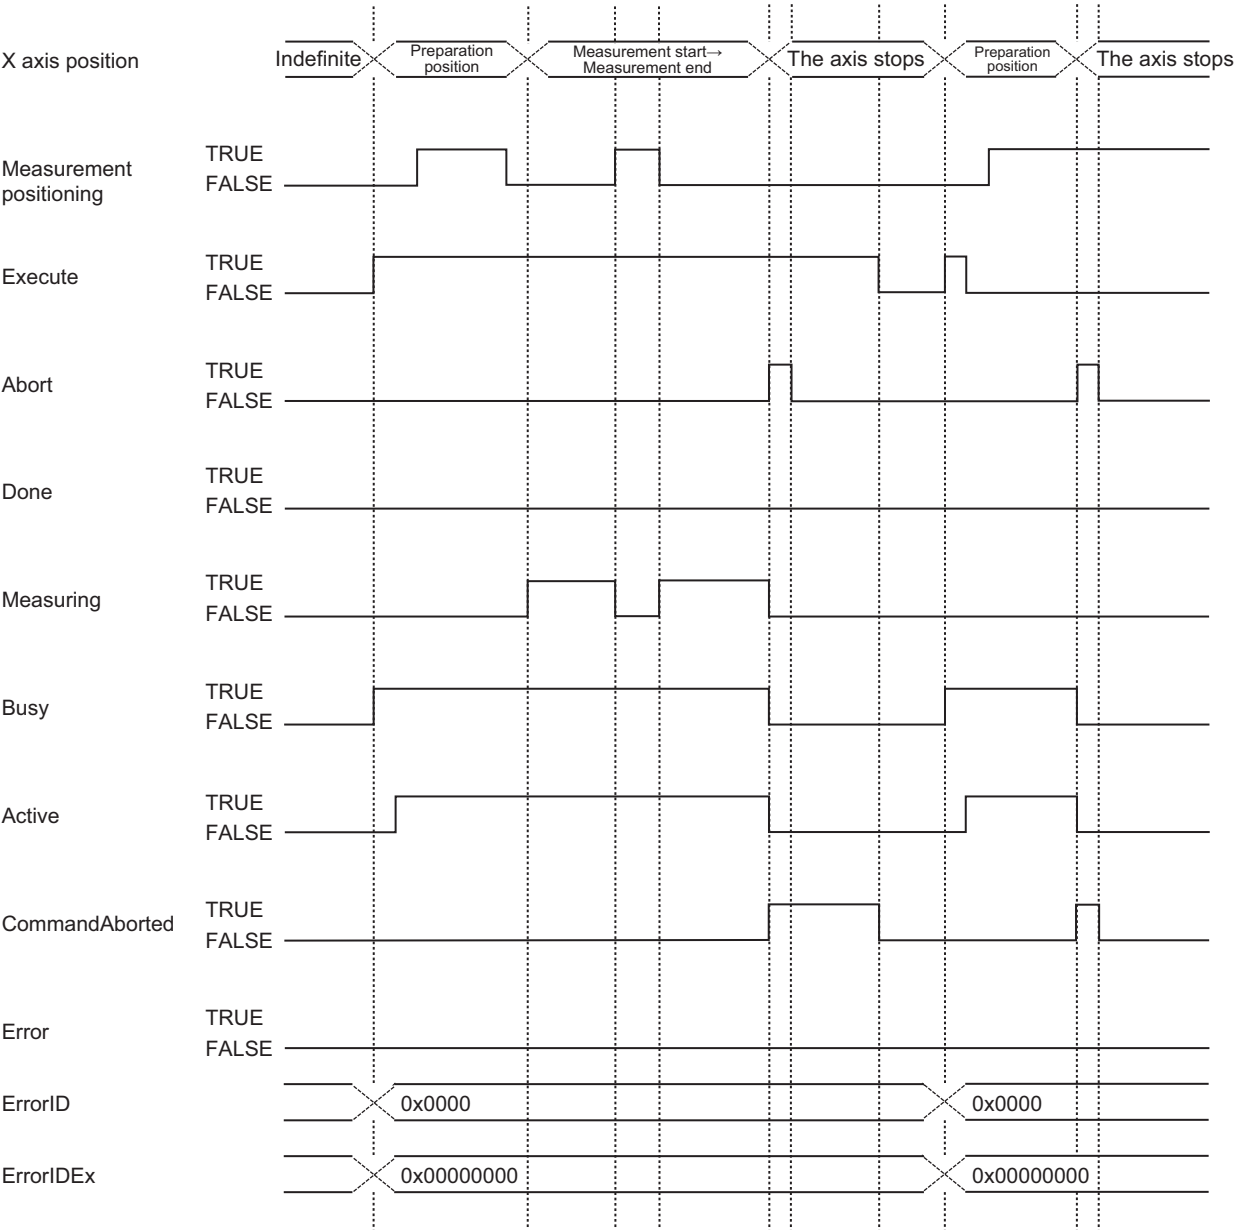 X axis position
Indefinite
Preparation
position
Measurement start→
Measurement end
The axis stops
Preparation
position
The axis stops
Measurement
positioning
TRUE
FALSE
Execute
TRUE
FALSE
Abort
TRUE
FALSE
Done
TRUE
FALSE
Measuring
TRUE
FALSE
Busy
TRUE
FALSE
Active
TRUE
FALSE
CommandAborted
TRUE
FALSE
Error
TRUE
FALSE
ErrorID
0x0000
0x0000
ErrorIDEx
0x00000000
0x00000000